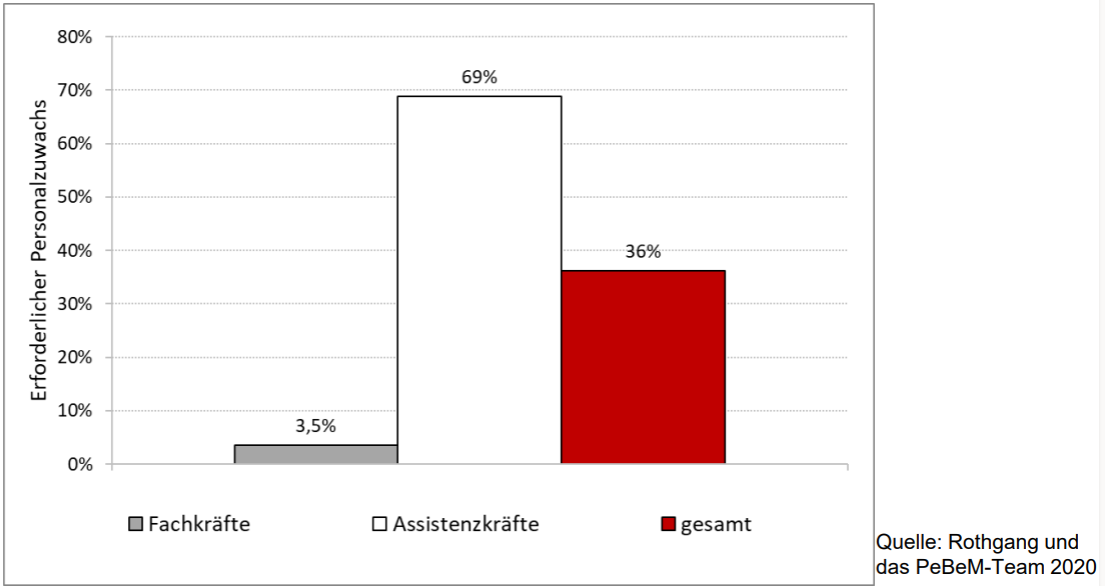 Erforderlicher Personalzuwachs
80%
70%
60%
50%
40%
30%
20%
10%
0%
3,5%
69%
36%
Fachkräfte
Assistenzkräfte
gesamt
Quelle: Rothgang und
das PeBeM-Team 2020